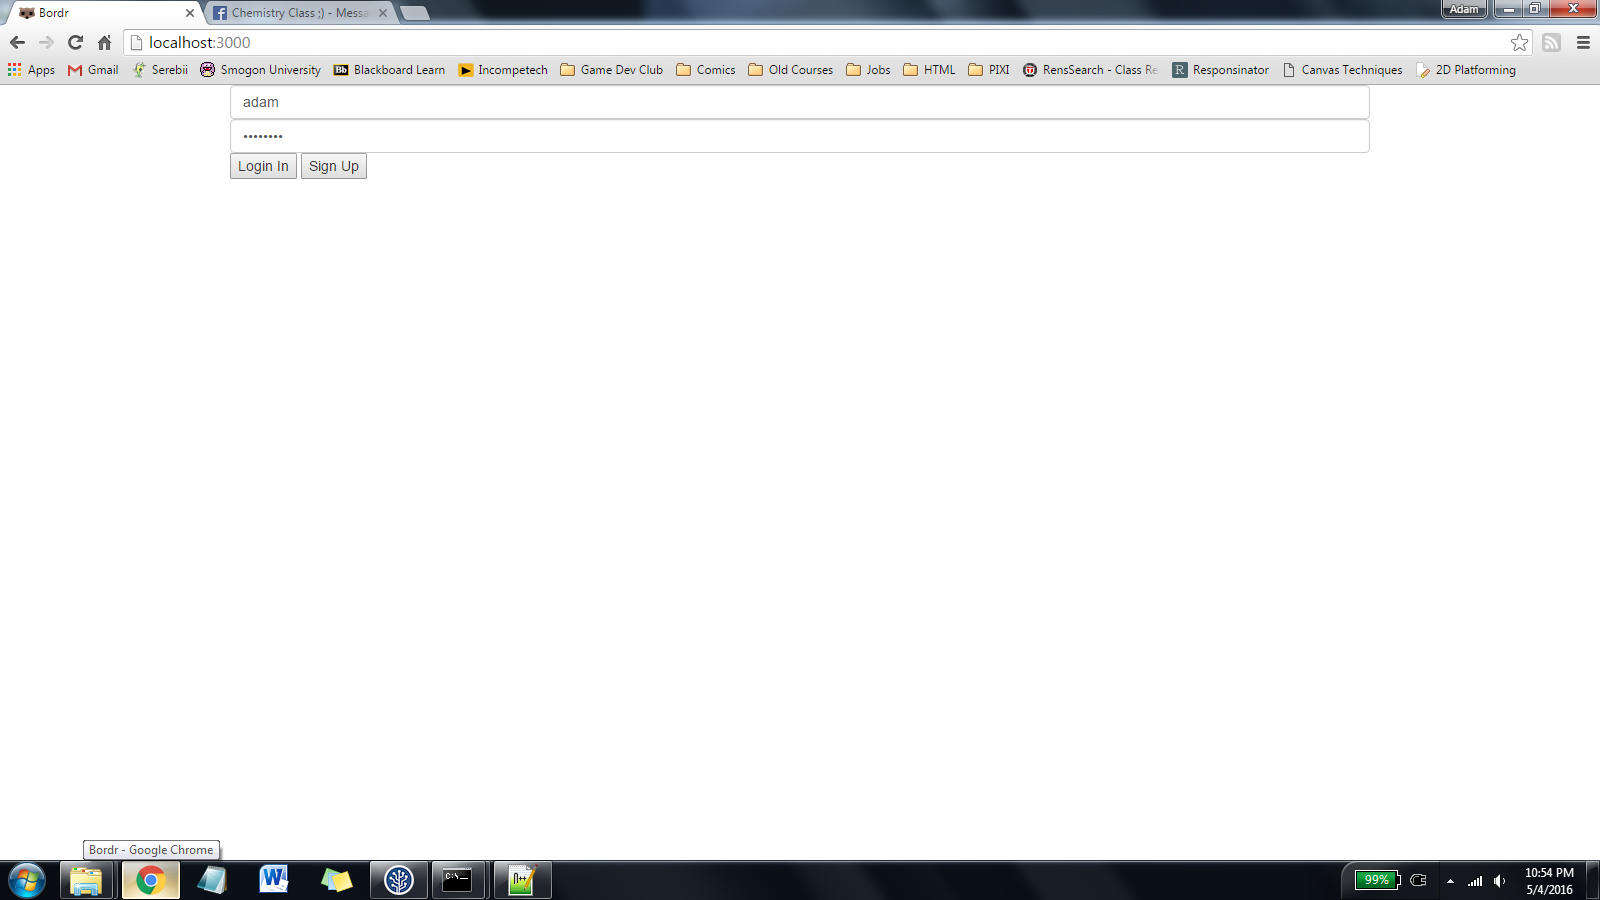 Bordr
Chemistry Class ;) - Messa
Adam
localhost:3000
Apps Gmail Serebii Smogon University Bb Blackboard Learn Incompetech Game Dev Club Comics Old Courses Jobs HTML PIXI RensSearch - Class Re R Responsinator Canvas Techniques 2D Platforming
adam
••••••••
Login In Sign Up
Bordr - Google Chrome
W
C:\_
99%
10:54 PM
5/4/2016